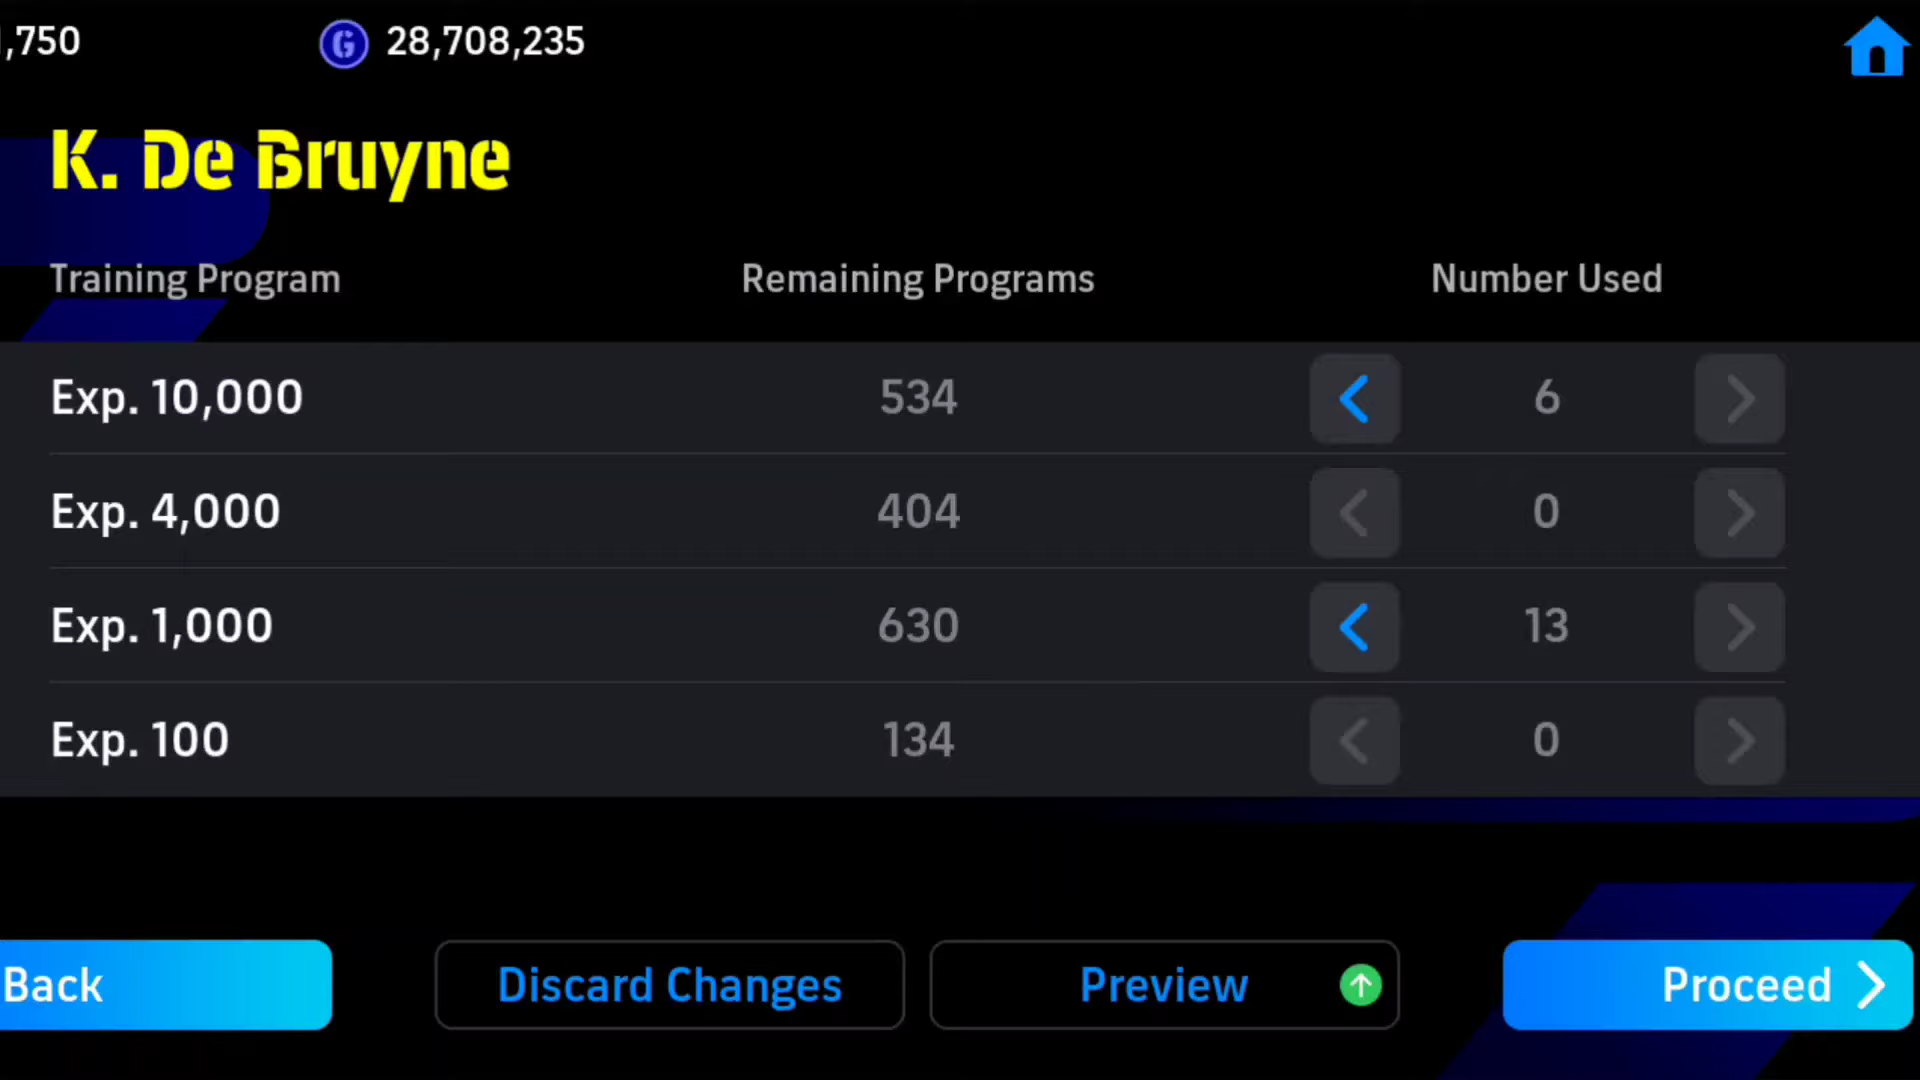 ,750
G 28,708,235
K. De Bruyne
Training Program Remaining Programs Number Used
Exp. 10,000 534 6
Exp. 4,000 404 0
Exp. 1,000 630 13
Exp. 100 134 0
Back Discard Changes Preview Proceed